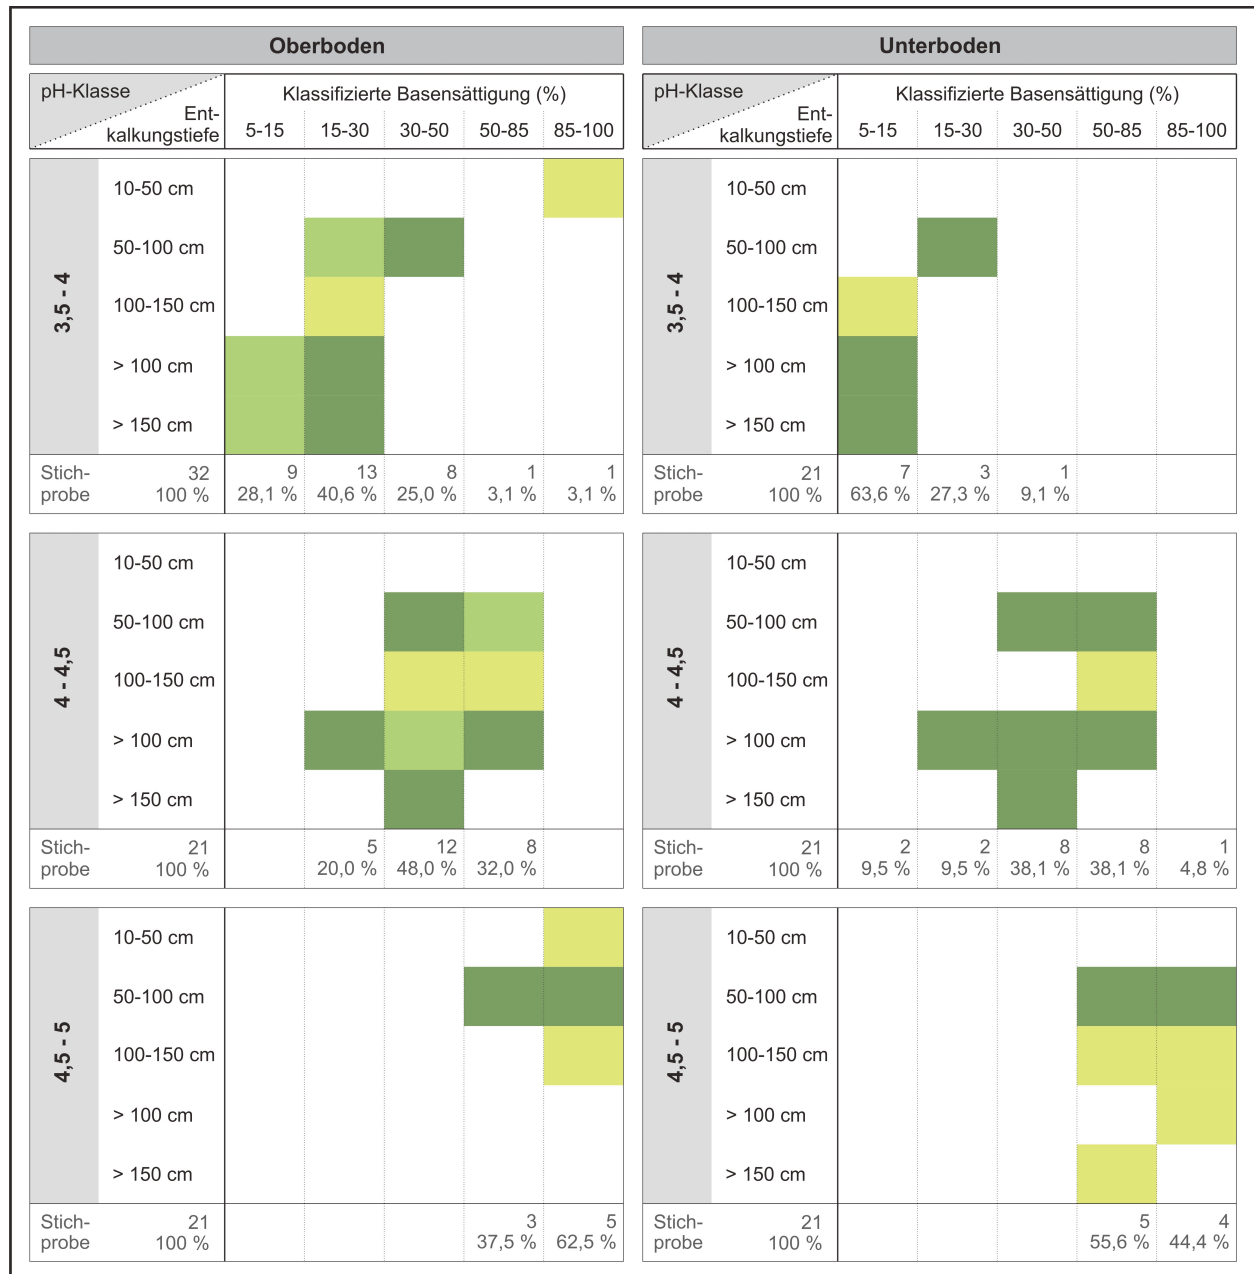 Oberboden
pH-Klasse
Ent-
kalkungstiefe
Klassifizierte Basensättigung (%)
5-15 15-30 30-50 50-85 85-100
3,5 - 4
10-50 cm
50-100 cm
100-150 cm
> 100 cm
> 150 cm
Stich- 32 9 13 8 1 1
probe 100 % 28,1 % 40,6 % 25,0 % 3,1 % 3,1 %
4 - 4,5
10-50 cm
50-100 cm
100-150 cm
> 100 cm
> 150 cm
Stich- 21 5 12 8
probe 100 % 20,0 % 48,0 % 32,0 %
4,5 - 5
10-50 cm
50-100 cm
100-150 cm
> 100 cm
> 150 cm
Stich- 21 3 5
probe 100 % 37,5 % 62,5 %
Unterboden
pH-Klasse
Ent-
kalkungstiefe
Klassifizierte Basensättigung (%)
5-15 15-30 30-50 50-85 85-100
3,5 - 4
10-50 cm
50-100 cm
100-150 cm
> 100 cm
> 150 cm
Stich- 21 7 3 1
probe 100 % 63,6 % 27,3 % 9,1 %
4 - 4,5
10-50 cm
50-100 cm
100-150 cm
> 100 cm
> 150 cm
Stich- 21 2 2 8 8 1
probe 100 % 9,5 % 9,5 % 38,1 % 38,1 % 4,8 %
4,5 - 5
10-50 cm
50-100 cm
100-150 cm
> 100 cm
> 150 cm
Stich- 21 5 4
probe 100 % 55,6 % 44,4 %